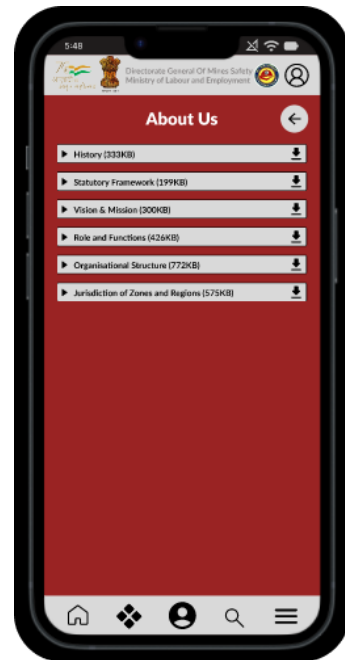 5:48
Directorate General Of Mines Safety
Ministry of Labour and Employment
About Us
History (333KB)
Statutory Framework (199KB)
Vision & Mission (300KB)
Role and Functions (426KB)
Organisational Structure (772KB)
Jurisdiction of Zones and Regions (575KB)